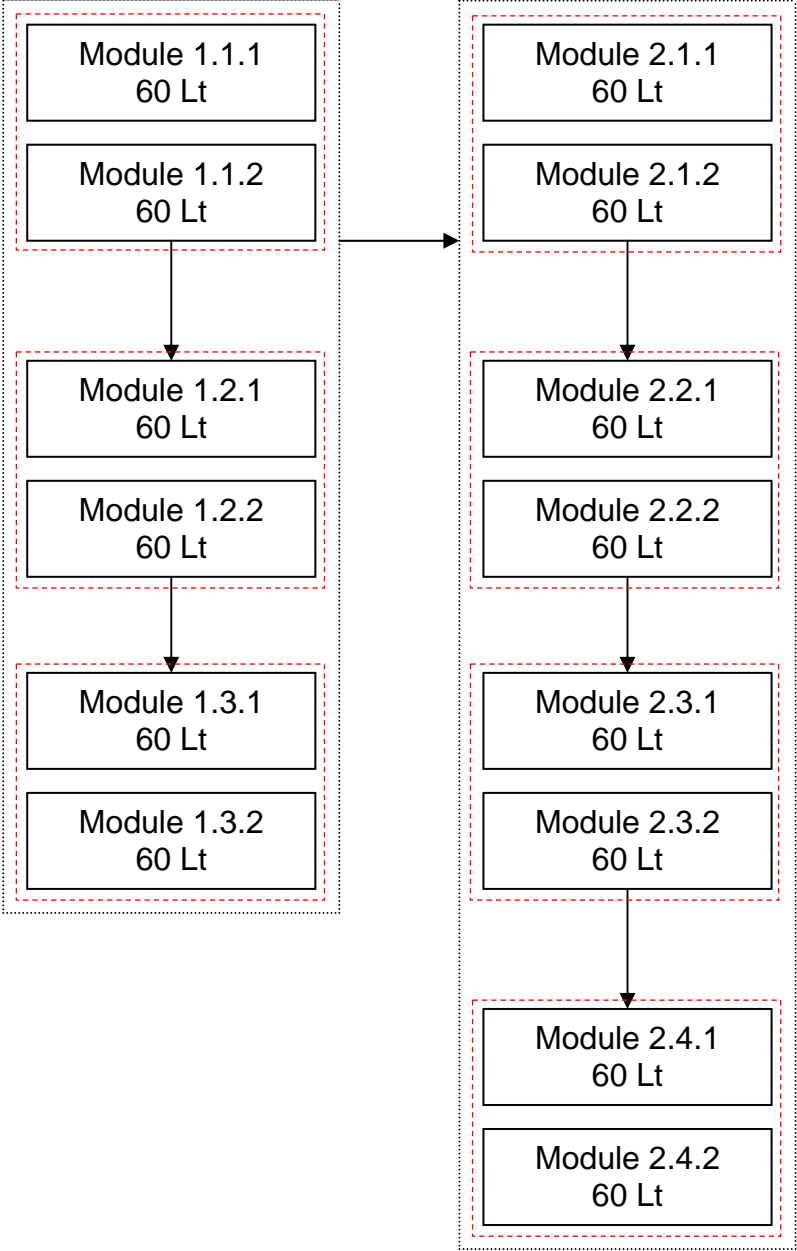 Module 1.1.1
60 Lt
Module 1.1.2
60 Lt
Module 1.2.1
60 Lt
Module 1.2.2
60 Lt
Module 1.3.1
60 Lt
Module 1.3.2
60 Lt
Module 2.1.1
60 Lt
Module 2.1.2
60 Lt
Module 2.2.1
60 Lt
Module 2.2.2
60 Lt
Module 2.3.1
60 Lt
Module 2.3.2
60 Lt
Module 2.4.1
60 Lt
Module 2.4.2
60 Lt